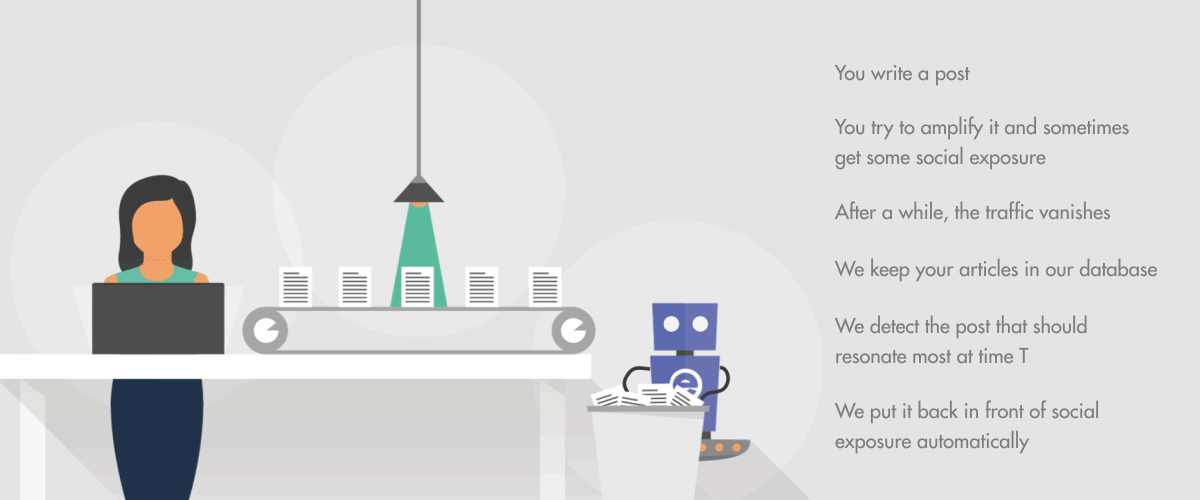 You write a post
You try to amplify it and sometimes
get some social exposure
After a while, the traffic vanishes
We keep your articles in our database
We detect the post that should
resonate most at time T
We put it back in front of social
exposure automatically